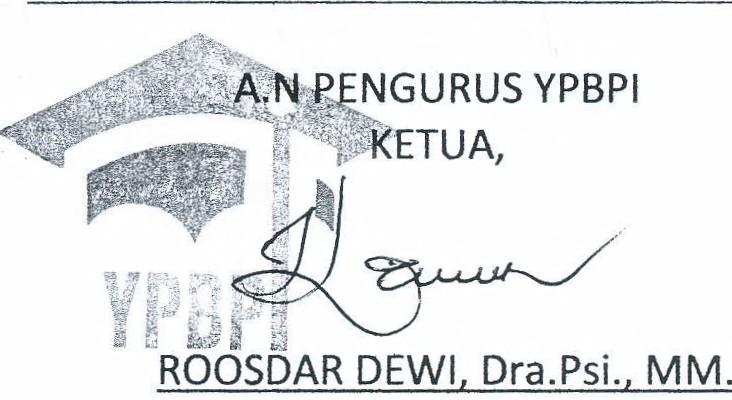 A.N PENGURUS YPBPI
KETUA,
YPBPI
ROOSDAR DEWI, Dra.Psi., MM.